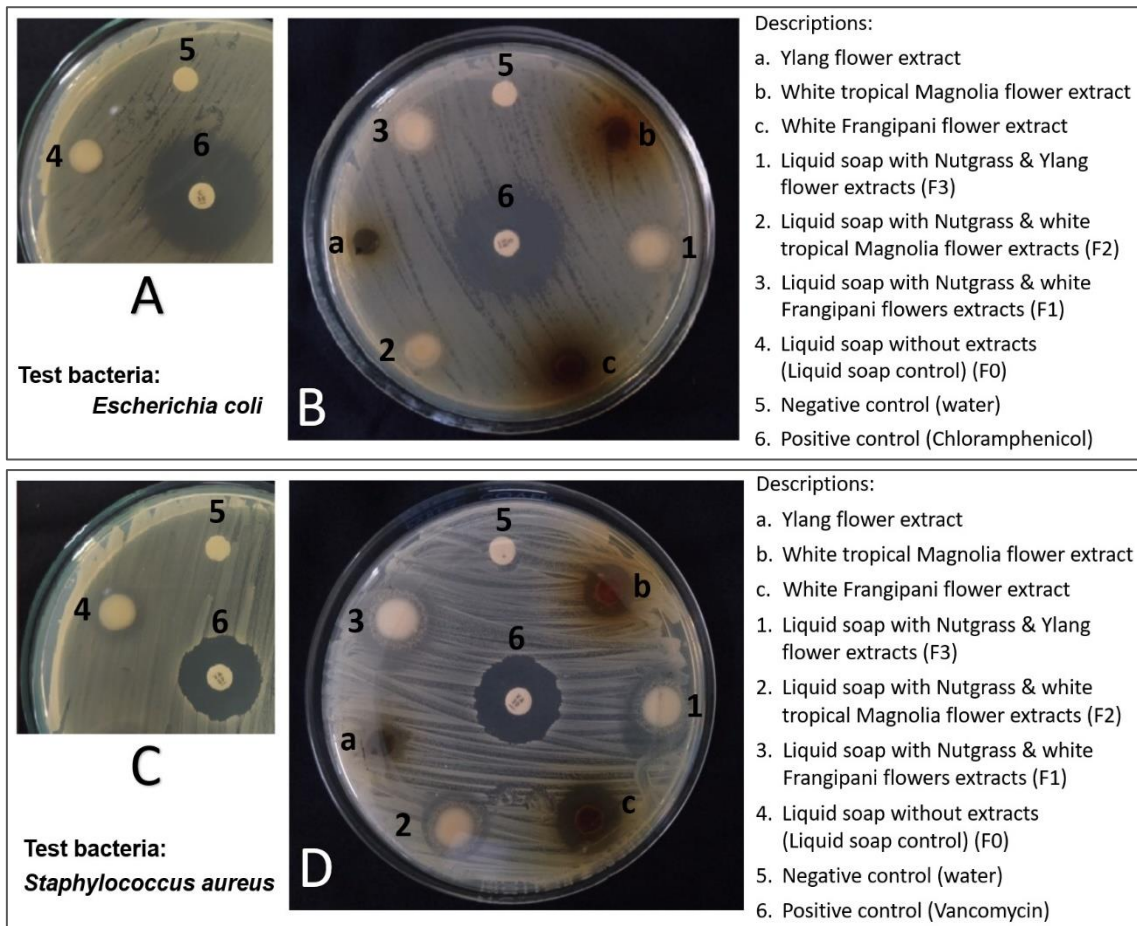 5
4
6
A
Test bacteria:
Escherichia coli
5
3
b
6
a
1
2
c
B
Descriptions:
a. Ylang flower extract
b. White tropical Magnolia flower extract
c. White Frangipani flower extract
1. Liquid soap with Nutgrass & Ylang
flower extracts (F3)
2. Liquid soap with Nutgrass & white
tropical Magnolia flower extracts (F2)
3. Liquid soap with Nutgrass & white
Frangipani flowers extracts (F1)
4. Liquid soap without extracts
(Liquid soap control) (F0)
5. Negative control (water)
6. Positive control (Chloramphenicol)
5
4
6
C
Test bacteria:
Staphylococcus aureus
5
b
3
6
1
a
c
2
D
Descriptions:
a. Ylang flower extract
b. White tropical Magnolia flower extract
c. White Frangipani flower extract
1. Liquid soap with Nutgrass & Ylang
flower extracts (F3)
2. Liquid soap with Nutgrass & white
tropical Magnolia flower extracts (F2)
3. Liquid soap with Nutgrass & white
Frangipani flowers extracts (F1)
4. Liquid soap without extracts
(Liquid soap control) (F0)
5. Negative control (water)
6. Positive control (Vancomycin)